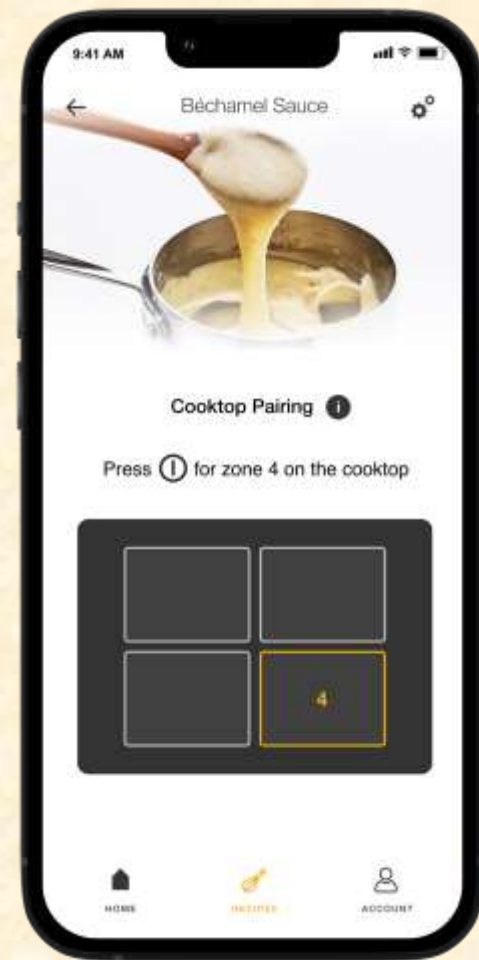 9:41 AM
Béchamel Sauce
Cooktop Pairing i
Press for zone 4 on the cooktop
4
HOME
RECIPES
ACCOUNT